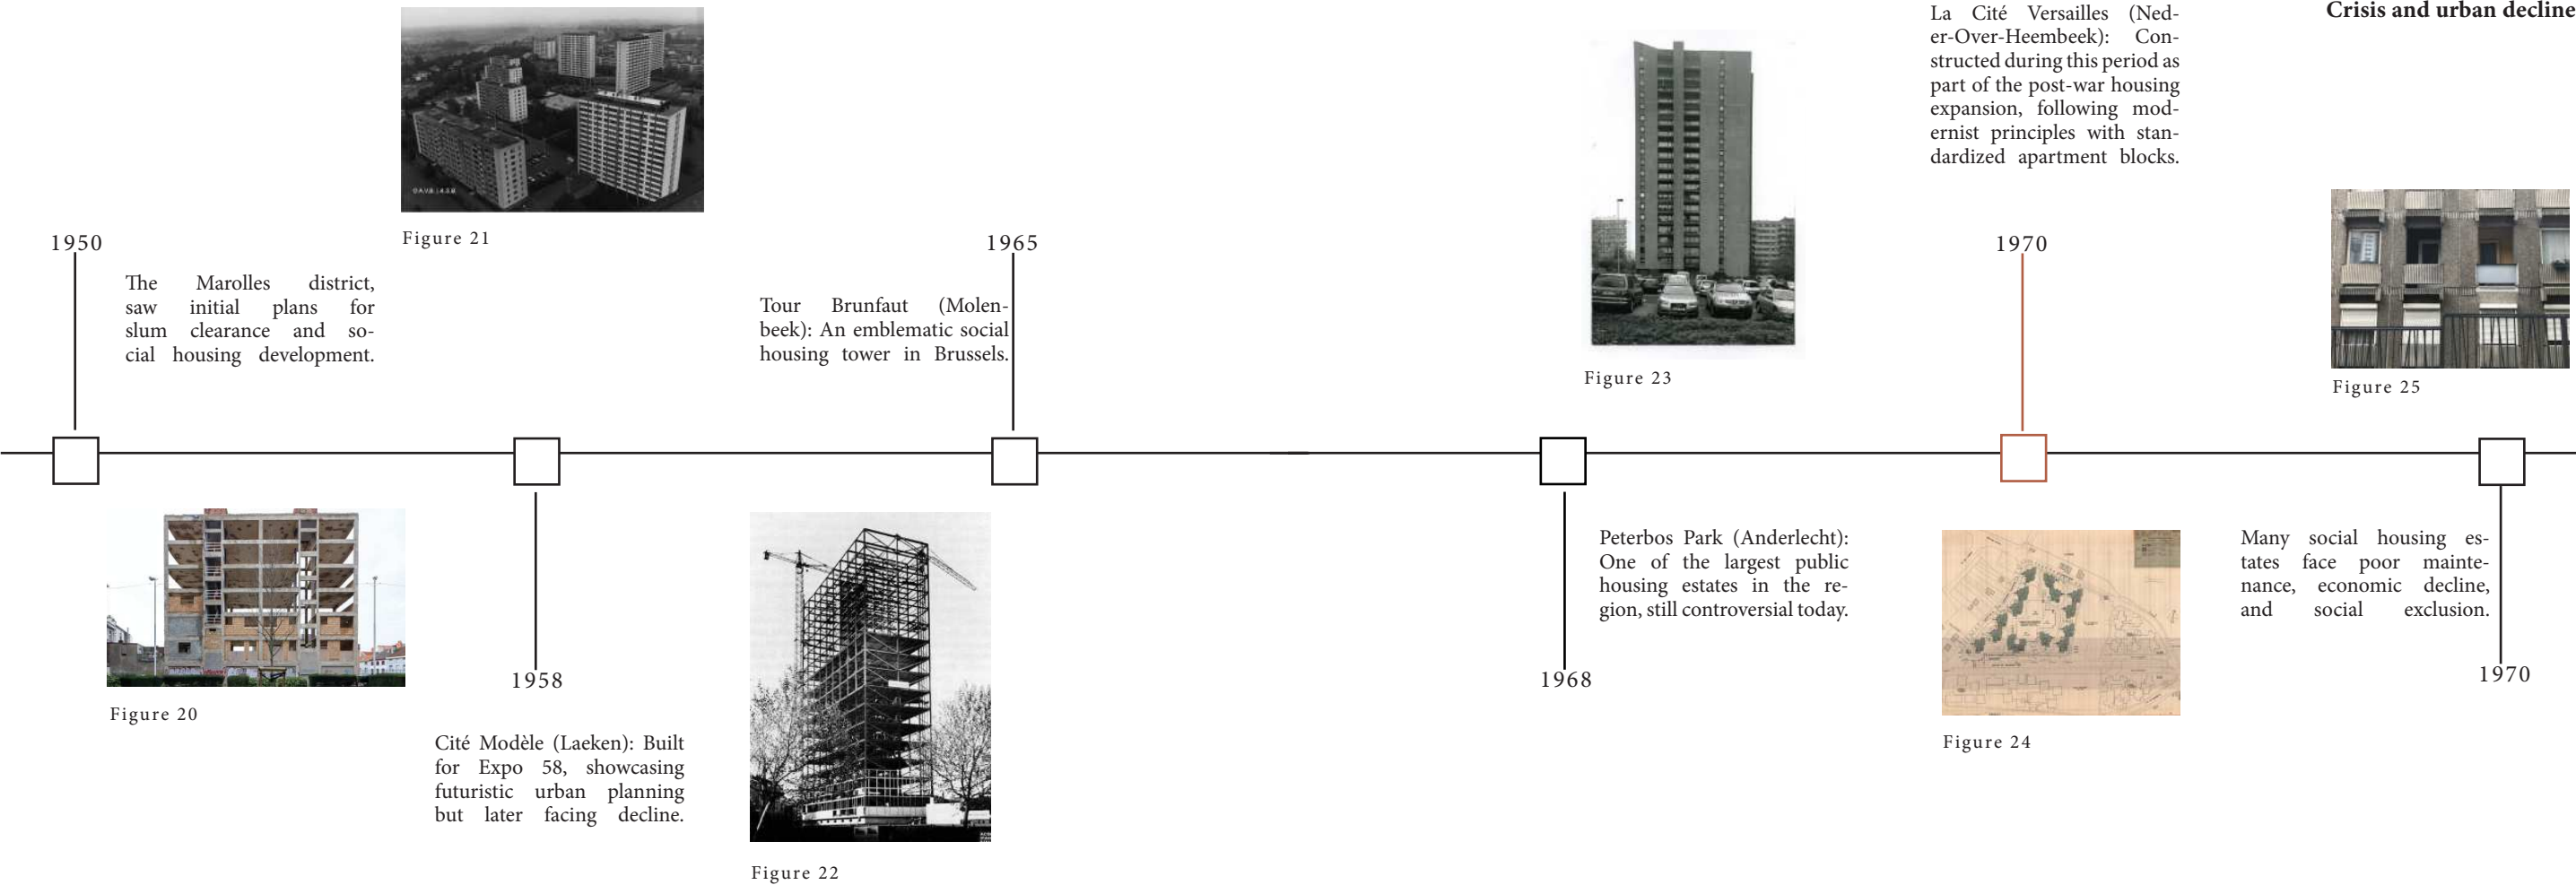 1950
The Marolles district,
saw initial plans for
slum clearance and so-
cial housing development.
Figure 20
Figure 21
1958
Cité Modèle (Laeken): Built
for Expo 58, showcasing
futuristic urban planning
but later facing decline.
1965
Tour Brunfaut (Molen-
beek): An emblematic social
housing tower in Brussels.
Figure 22
Figure 23
1968
Peterbos Park (Anderlecht):
One of the largest public
housing estates in the re-
gion, still controversial today.
La Cité Versailles (Ned-
er-Over-Heembeek): Con-
structed during this period as
part of the post-war housing
expansion, following mod-
ernist principles with stan-
dardized apartment blocks.
1970
Figure 24
Crisis and urban decline
Figure 25
Many social housing es-
tates face poor mainte-
nance, economic decline,
and social exclusion.
1970